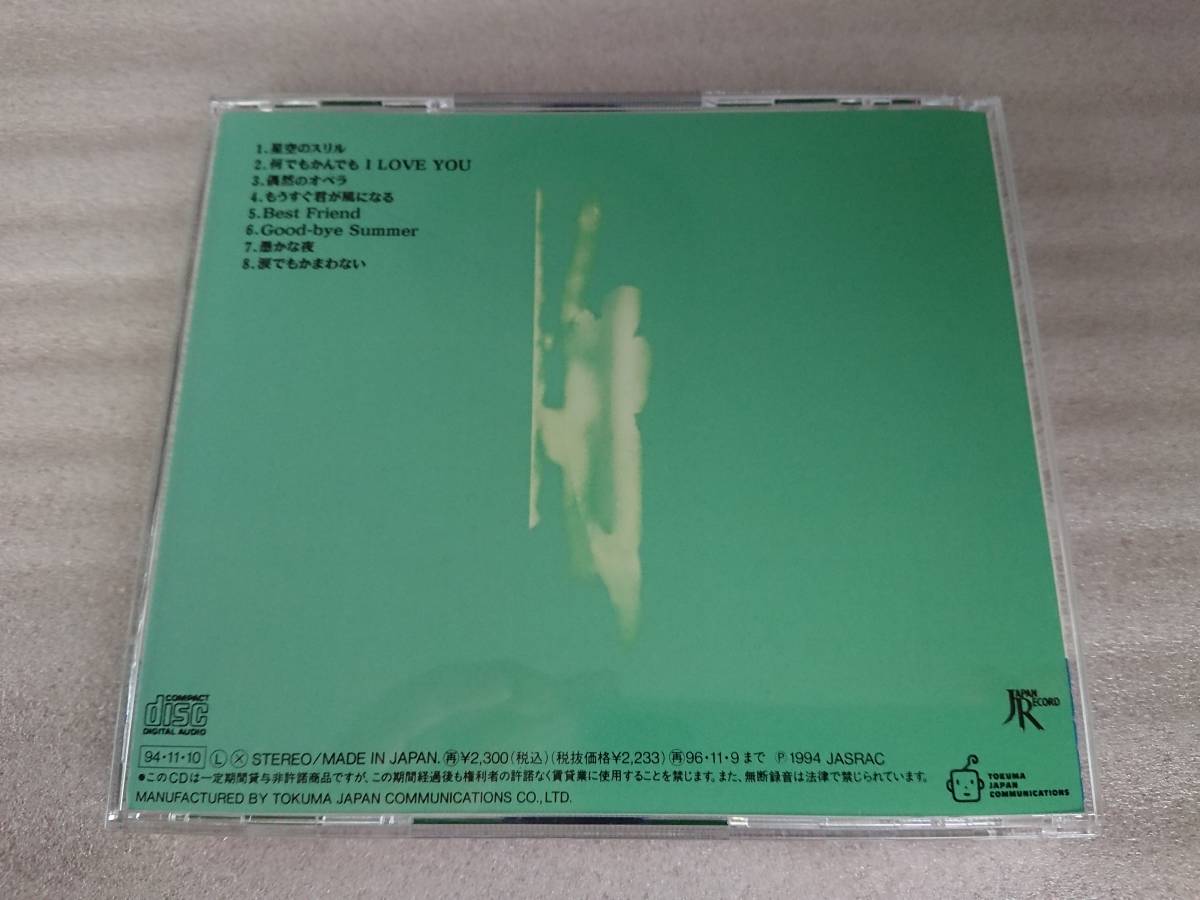 1.星空のスリル
2.何でもかんでも I LOVE YOU
3.偶然のオペラ
4.もうすぐ君が風になる
5.Best Friend
6.Good-bye Summer
7.愚かな夜
8.涙でもかまわない
COMPACT
disc
DIGITAL AUDIO
JAPAN
RECORD
94・11・10 Ⓛ Ⓧ STEREO/MADE IN JAPAN. ㊢¥2,300(税込)(税抜価格¥2,233) ㊢96・11・9まで Ⓟ 1994 JASRAC
●このCDは一定期間貸与非許諾商品ですが、この期間経過後も権利者の許諾なく賃貸業に使用することを禁じます。また、無断録音は法律で禁じられています。
MANUFACTURED BY TOKUMA JAPAN COMMUNICATIONS CO.,LTD.
TOKUMA
JAPAN
COMMUNICATIONS